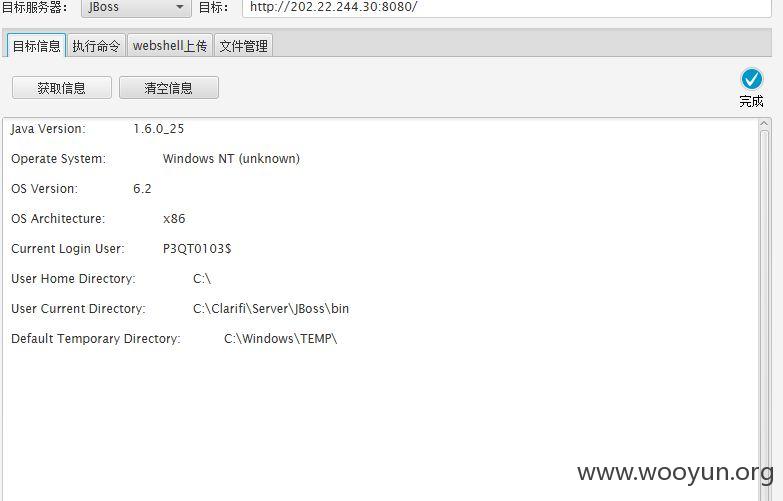 目标服务器： JBoss 目标： http://202.22.244.30:8080/
目标信息 执行命令 webshell上传 文件管理
获取信息 清空信息
完成
Java Version: 1.6.0_25
Operate System: Windows NT (unknown)
OS Version: 6.2
OS Architecture: x86
Current Login User: P3QT0103$
User Home Directory: C:\
User Current Directory: C:\Clarifi\Server\JBoss\bin
Default Temporary Directory: C:\Windows\TEMP\
www.wooyun.org